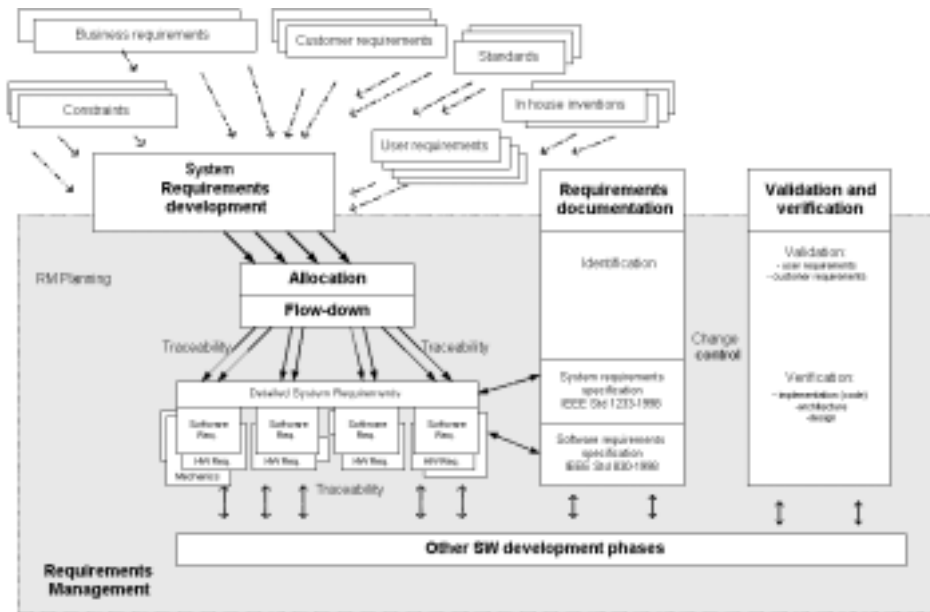 Business requirements
Customer requirements
Standards
Constraints
In house inventions
User requirements
System
Requirements
development
Requirements
documentation
Validation and
verification
RM Planning
Allocation
Flow-down
Identification
Validation:
- user requirements
- customer requirements
Traceability
Traceability
Change
control
Detailed System Requirements
System requirements
specification
IEEE Std 1233-1998
Verification:
- implementation (code)
-architecture
-design
Software
Req.
Software
Req.
Software
Req.
Software
Req.
HW Req.
HW Req.
HW Req.
HW Req.
Mechanics
Software requirements
specification
IEEE Std 830-1998
Traceability
Other SW development phases
Requirements
Management